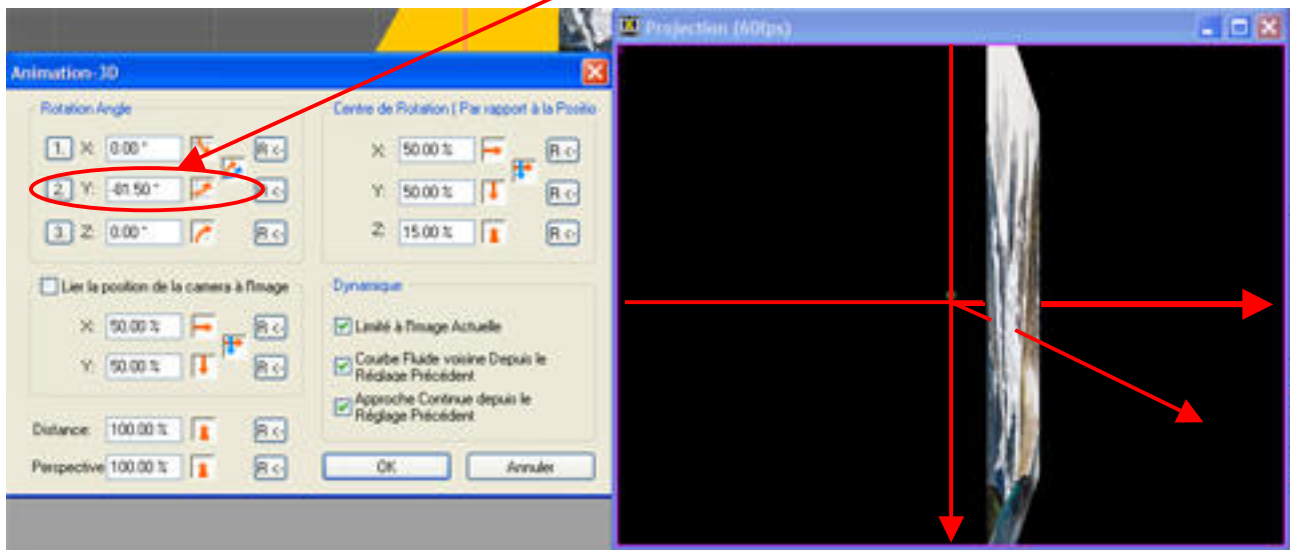 Projection (60fps)
Animation-3D
Rotation Angle
1. X: 0.00 °
R <-
2. Y: -81.50 °
R <-
3. Z: 0.00 °
R <-
Centre de Rotation ( Par rapport à la Positio
X: 50.00 %
R <-
Y: 50.00 %
R <-
Z: 15.00 %
R <-
Lier la position de la camera à l'Image
X: 50.00 %
R <-
Y: 50.00 %
R <-
Distance: 100.00 %
R <-
Perspective 100.00 %
R <-
Dynamique
Limité à l'Image Actuelle
Courbe Fluide voisine Depuis le
Réglage Précédent
Approche Continue depuis le
Réglage Précédent
OK
Annuler